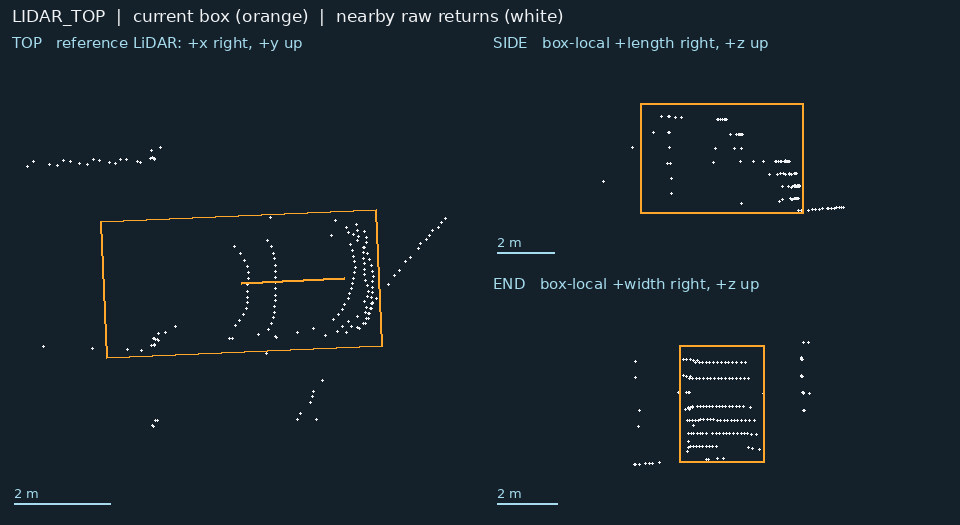 LIDAR_TOP | current box (orange) | nearby raw returns (white)
TOP reference LiDAR: +x right, +y up
SIDE box-local +length right, +z up
2 m
END box-local +width right, +z up
2 m
2 m